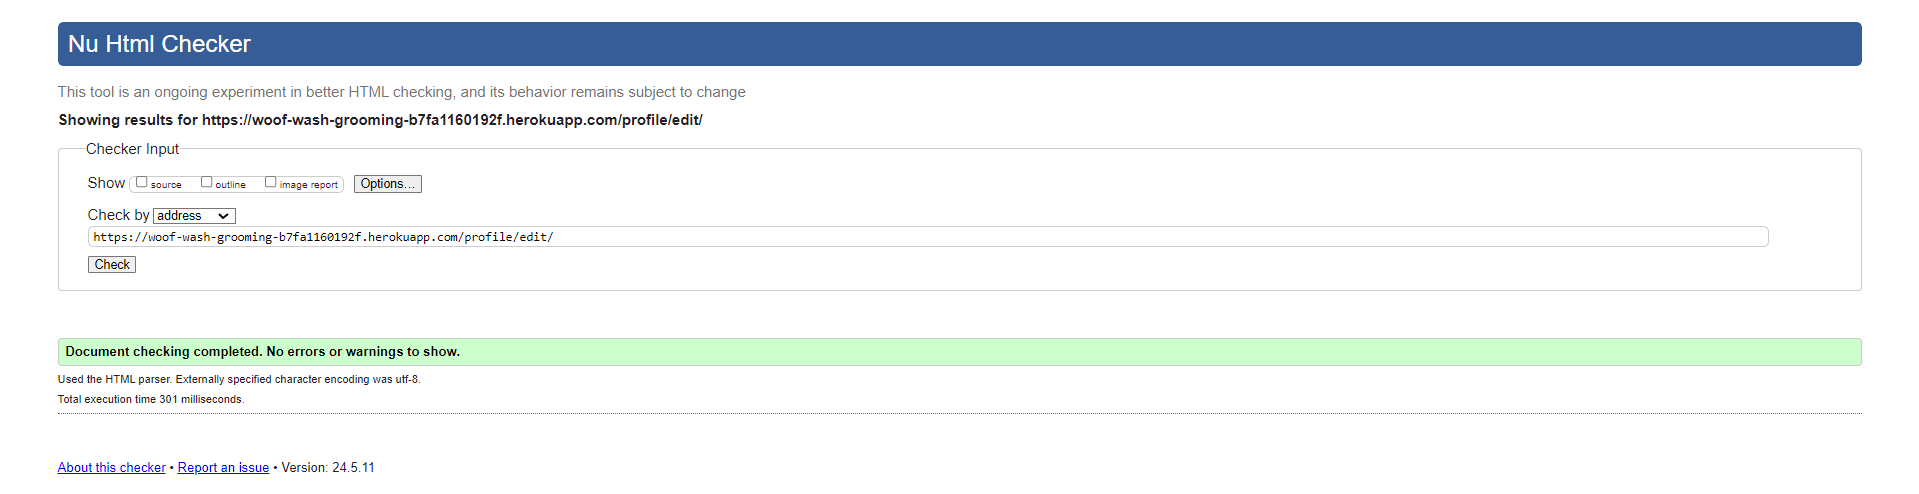 Nu Html Checker
This tool is an ongoing experiment in better HTML checking, and its behavior remains subject to change
Showing results for https://woof-wash-grooming-b7fa1160192f.herokuapp.com/profile/edit/
Checker Input
Show source outline image report Options...
Check by address
https://woof-wash-grooming-b7fa1160192f.herokuapp.com/profile/edit/
Check
Document checking completed. No errors or warnings to show.
Used the HTML parser. Externally specified character encoding was utf-8.
Total execution time 301 milliseconds.
About this checker • Report an issue • Version: 24.5.11